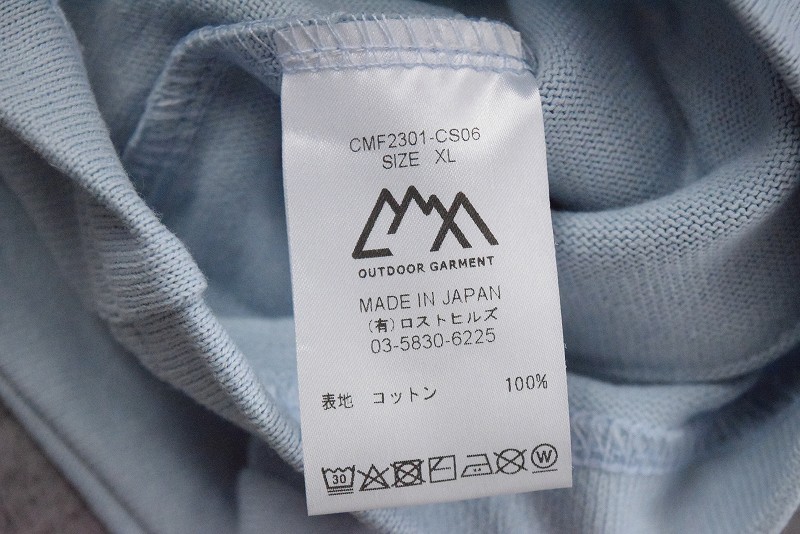 CMF2301-CS06
SIZE XL
OUTDOOR GARMENT
MADE IN JAPAN
(有)ロストヒルズ
03-5830-6225
表地 コットン 100%
30 W